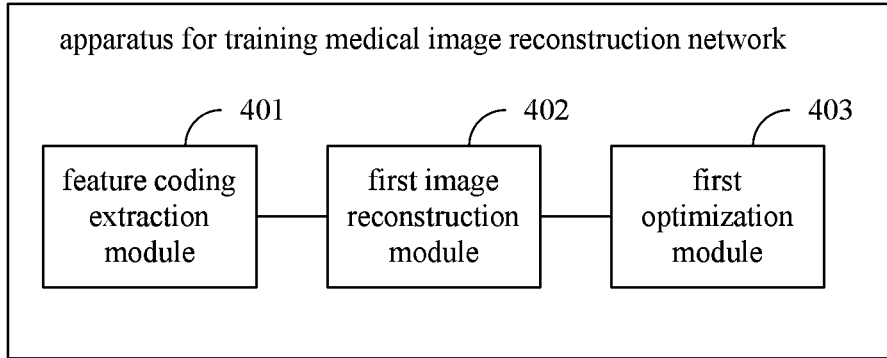 apparatus for training medical image reconstruction network
401
402
403
feature coding
extraction
module
first image
reconstruction
module
first
optimization
module